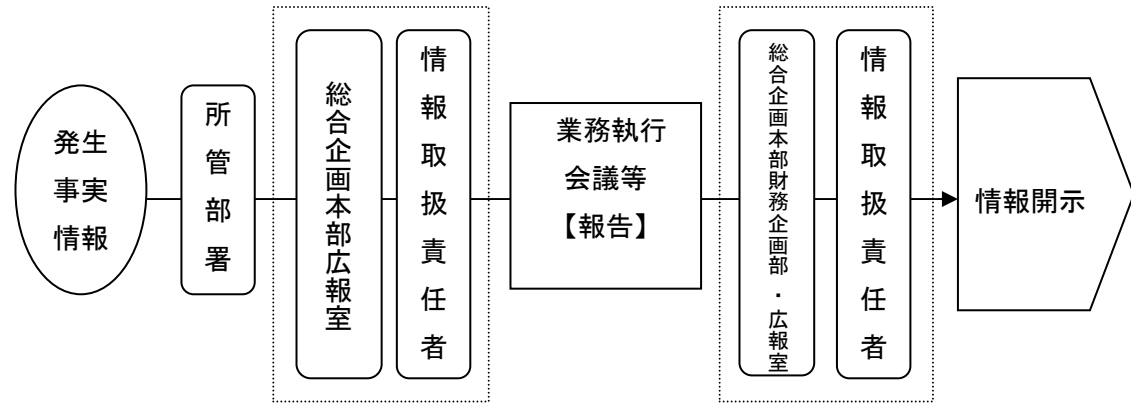 発生
事実
情報
所管部署
総合企画本部広報室
情報取扱責任者
業務執行
会議等
【報告】
総合企画本部財務企画部・広報室
情報取扱責任者
情報開示